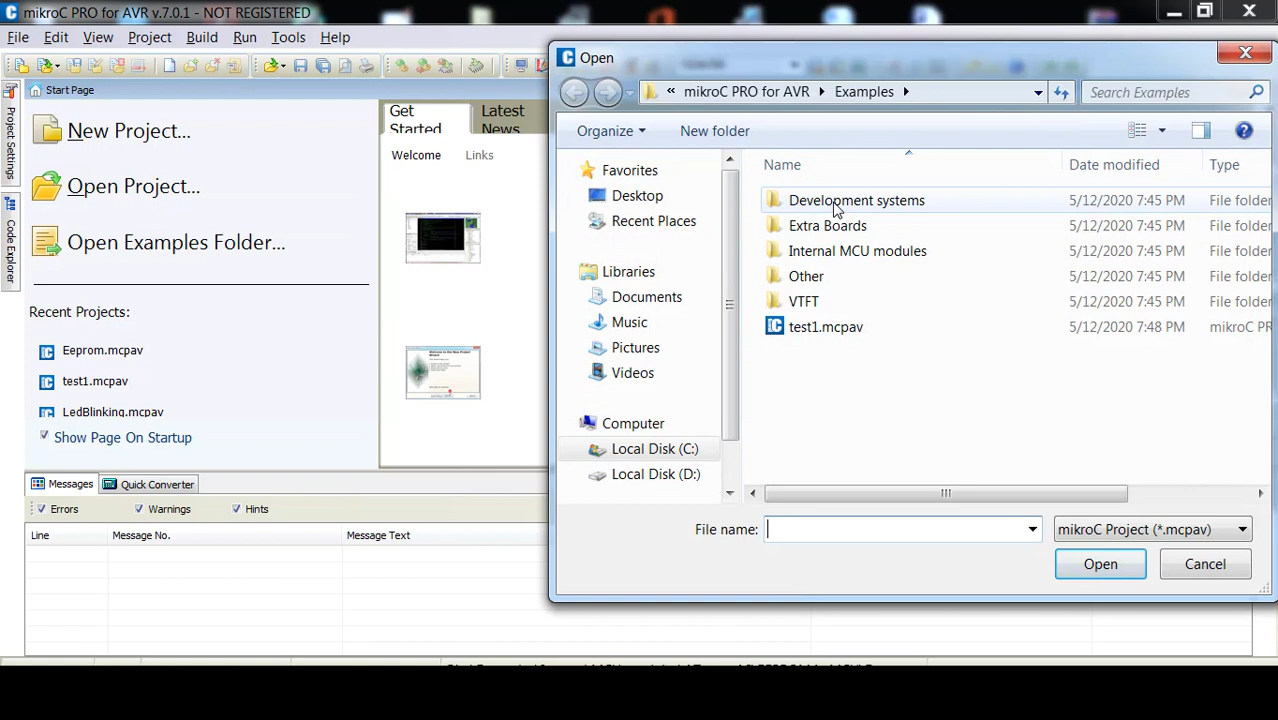 mikroC PRO for AVR v.7.0.1 - NOT REGISTERED
File Edit View Project Build Run Tools Help
Start Page
Project Settings
Code Explorer
New Project...
Open Project...
Open Examples Folder...
Recent Projects:
Eeprom.mcpav
test1.mcpav
LedBlinking.mcpav
Show Page On Startup
Get Started
Latest News
Welcome Links
Messages Quick Converter
Errors Warnings Hints
Line Message No. Message Text
Open
« mikroC PRO for AVR Examples
Search Examples
Organize New folder
Favorites
Desktop
Recent Places
Libraries
Documents
Music
Pictures
Videos
Computer
Local Disk (C:)
Local Disk (D:)
Name Date modified Type
Development systems 5/12/2020 7:45 PM File folder
Extra Boards 5/12/2020 7:45 PM File folder
Internal MCU modules 5/12/2020 7:45 PM File folder
Other 5/12/2020 7:45 PM File folder
VTFT 5/12/2020 7:45 PM File folder
test1.mcpav 5/12/2020 7:48 PM mikroC PR
File name: mikroC Project (*.mcpav)
Open Cancel